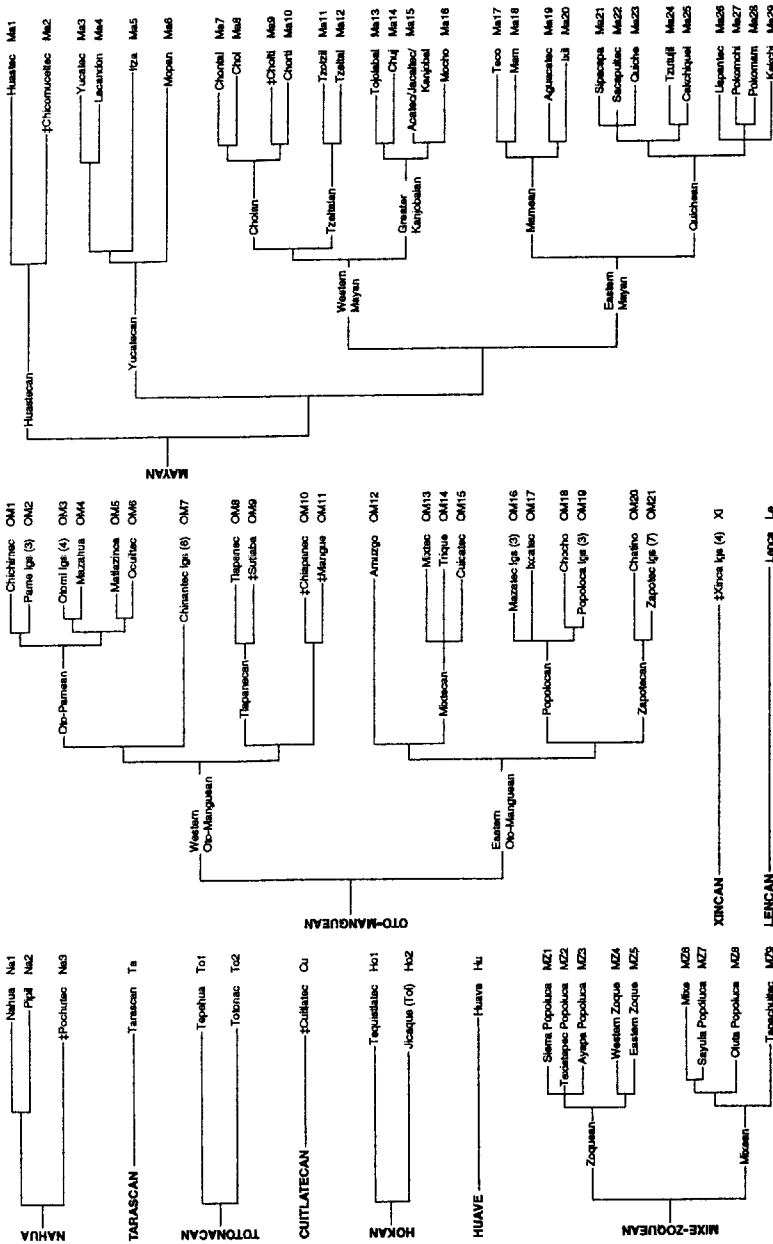 NAHUA
Nahua Na1
Pipil Na2
‡Pochutec Na3
TARASCAN
Tarascan Ta
TOTONACAN
Tepehua To1
Totonac To2
CUITLATECAN
‡Cuitlatec Cu
HOKAN
Tequistlatec Ho1
Jicaque (Tol) Ho2
HUAVE
Huave Hu
MIXE-ZOQUEAN
Zoquean
Sierra Popoluca MZ1
Texistepec Popoluca MZ2
Ayapa Popoluca MZ3
Western Zoque MZ4
Eastern Zoque MZ5
Mixean
Mixe MZ6
Sayula Popoluca MZ7
Oluta Popoluca MZ8
Tapachultec MZ9
OTO-MANGUEAN
Western
Oto-Manguean
Oto-Pamean
Chichimec OM1
Pame lgs (3) OM2
Otomi lgs (4) OM3
Mazahua OM4
Matlazinca OM5
Ocuiltec OM6
Chinantec lgs (6) OM7
Tlapanecan
Tlapanec OM8
‡Sutiaba OM9
‡Chiapanec OM10
‡Mangue OM11
Eastern
Oto-Manguean
Amuzgo OM12
Mixtecan
Mixtec OM13
Trique OM14
Cuicatec OM15
Popolocan
Mazatec lgs (3) OM16
Ixcatec OM17
Chocho OM18
Popoloca lgs (3) OM19
Zapotecan
Chatino OM20
Zapotec lgs (7) OM21
XINCAN
‡Xinca lgs (4) XI
LENCAN
Lenca Le
MAYAN
Huastecan
Huastec Ma1
‡Chicomuceltec Ma2
Yucatecan
Yucatec Ma3
Lacandon Ma4
Itza Ma5
Mopan Ma6
Western
Mayan
Cholan
Chontal Ma7
Chol Ma8
‡Cholti Ma9
Chorti Ma10
Tzeltalan
Tzotzil Ma11
Tzeltal Ma12
Greater
Kanjobalan
Tojolabal Ma13
Chuj Ma14
Acatec/Jacaltec/ Ma15
Kanjobal
Mocho Ma16
Eastern
Mayan
Mamean
Teco Ma17
Mam Ma18
Aguacatec Ma19
Ixil Ma20
Quichean
Sipacapa Ma21
Sacapultec Ma22
Quiche Ma23
Tzutujil Ma24
Cakchiquel Ma25
Uspantec Ma26
Pokomchi Ma27
Pokomam Ma28
Kekchi Ma29